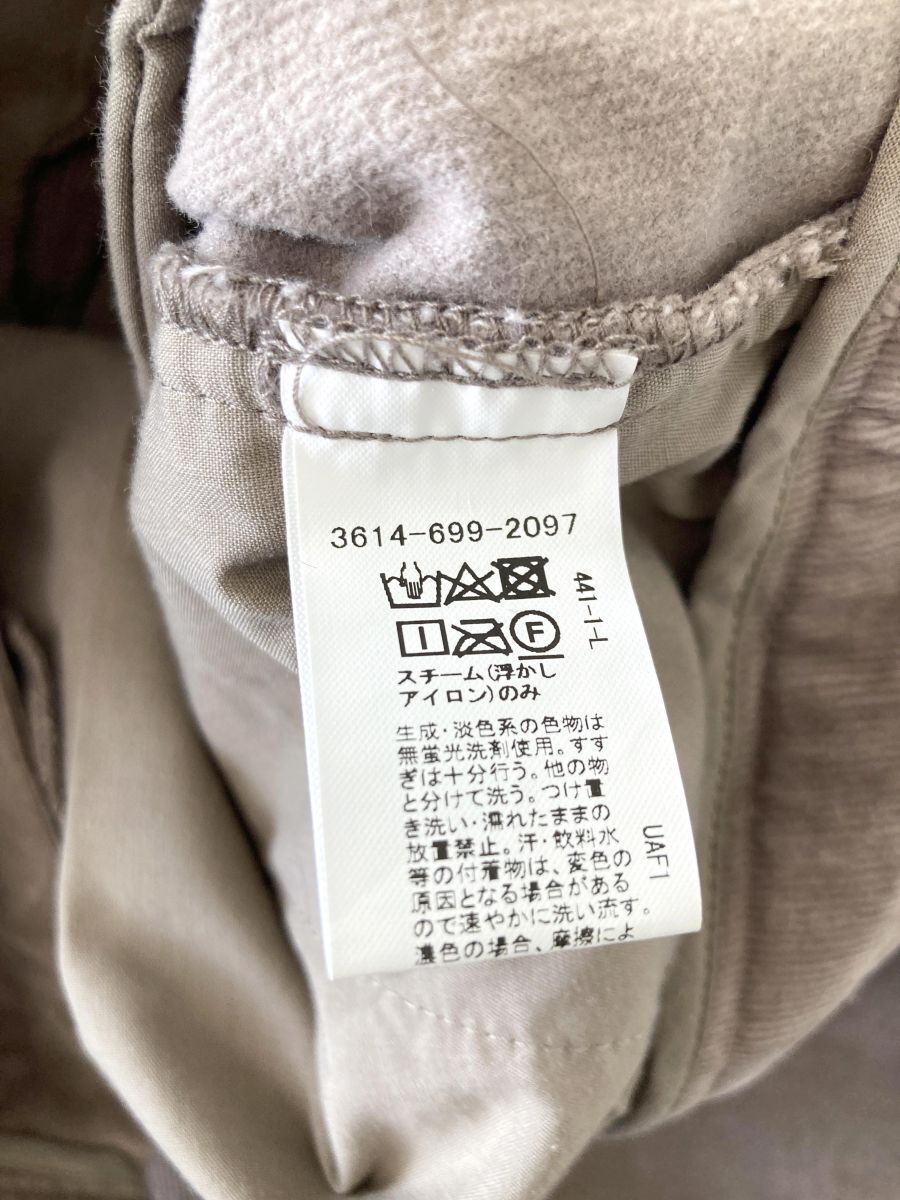 3614-699-2097
441-1-L
F
スチーム(浮かし
アイロン)のみ
生成・淡色系の色物は
無蛍光洗剤使用。すす
ぎは十分行う。他の物
と分けて洗う。つけ置
き洗い・濡れたままの
放置禁止。汗・飲料水
等の付着物は、変色の
原因となる場合がある
ので速やかに洗い流す。
濃色の場合、摩擦によ
UAF1